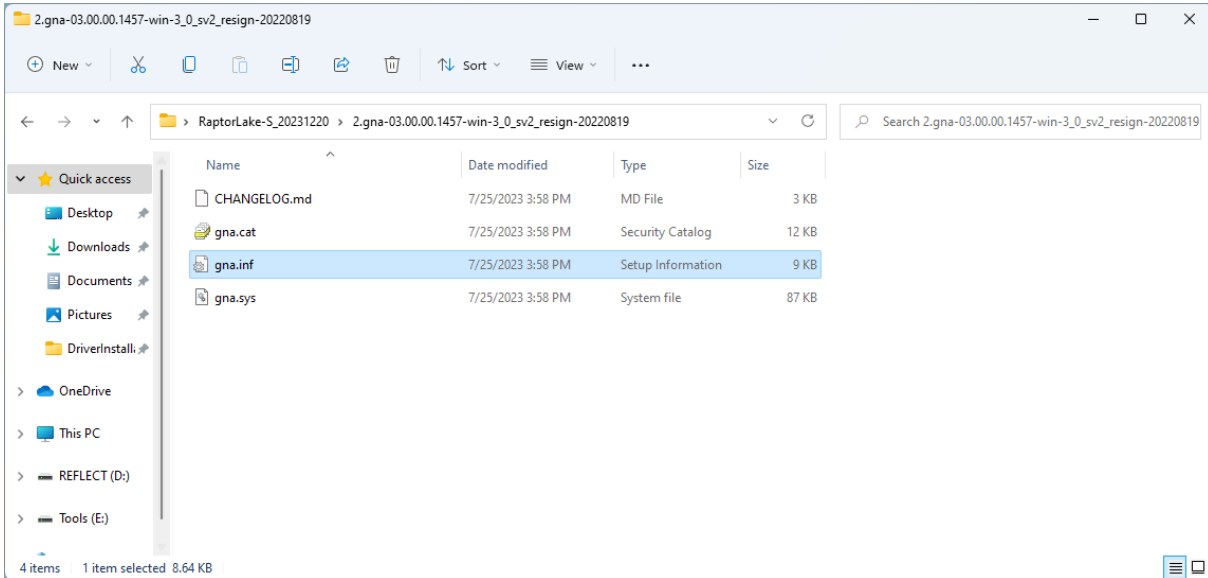 2.gna-03.00.00.1457-win-3_0_sv2_resign-20220819
New Sort View
RaptorLake-S_20231220 > 2.gna-03.00.00.1457-win-3_0_sv2_resign-20220819 Search 2.gna-03.00.00.1457-win-3_0_sv2_resign-20220819
Name Date modified Type Size
Quick access
CHANGELOG.md 7/25/2023 3:58 PM MD File 3 KB
Desktop
gna.cat 7/25/2023 3:58 PM Security Catalog 12 KB
Downloads
gna.inf 7/25/2023 3:58 PM Setup Information 9 KB
Documents
gna.sys 7/25/2023 3:58 PM System file 87 KB
Pictures
DriverInstall
OneDrive
This PC
REFLECT (D:)
Tools (E:)
4 items 1 item selected 8.64 KB